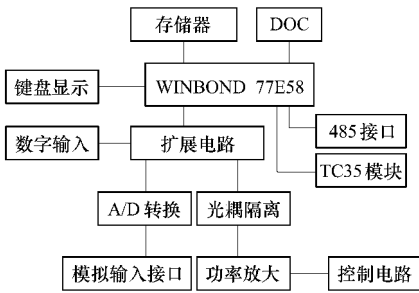 存储器
DOC
键盘显示
WINBOND 77E58
数字输入
扩展电路
485接口
TC35模块
A/D转换
光耦隔离
模拟输入接口
功率放大
控制电路